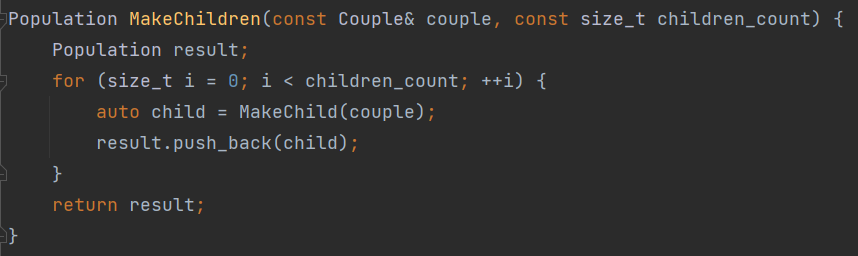 Population MakeChildren(const Couple& couple, const size_t children_count) {
    Population result;
    for (size_t i = 0; i < children_count; ++i) {
        auto child = MakeChild(couple);
        result.push_back(child);
    }
    return result;
}